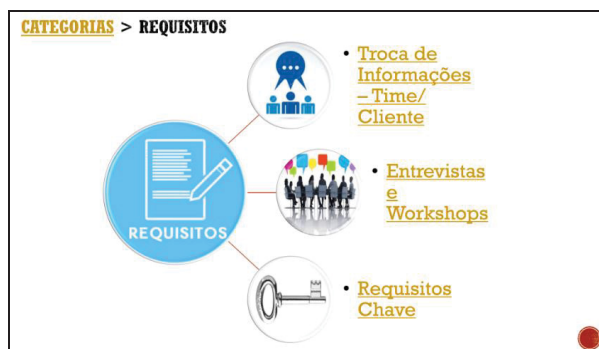 CATEGORIAS > REQUISITOS
• Troca de
Informações
– Time/
Cliente
REQUISITOS
• Entrevistas
e
Workshops
• Requisitos
Chave